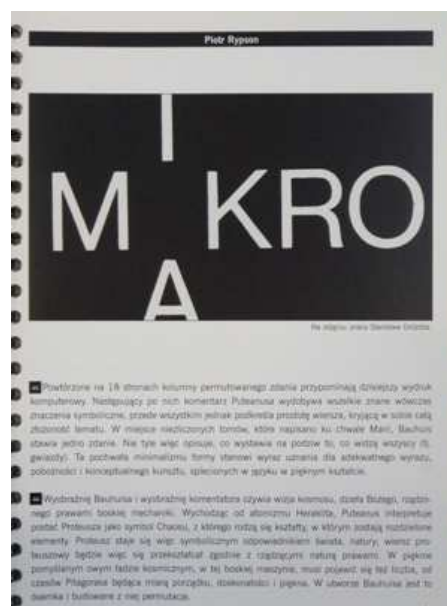 Piotr Rypson
I
M KRO
A
Na zdjęciu praca Stanisława Dróżdża.
Powtórzone na 18 stronach kolumny permutowanego zdania przypominają dzisiejszy wydruk
komputerowy. Następujący po nich komentarz Puteanusa wydobywa wszelkie znane wówczas
znaczenia symboliczne, przede wszystkim jednak podkreśla prostotę wiersza, kryjącą w sobie całą
złożoność tematu. W miejsce niezliczonych tomów, które napisano ku chwale Marii, Bauhuis
stawia jedno zdanie. Nie tyle więc opisuje, co wystawia na podziw to, co widzą wszyscy (tj.
gwiazdy). Ta pochwała minimalizmu formy stanowi wyraz uznania dla adekwatnego wyrazu,
pobożności i konceptualnego kunsztu, splecionych w języku w pięknym kształcie.
Wyobraźnię Bauhuisa i wyobraźnię komentatora ożywia wizja kosmosu, dzieła Bożego, rządzo-
nego prawami boskiej mechaniki. Wychodząc od atomizmu Heraklita, Puteanus interpretuje
postać Proteusza jako symbol Chaosu, z którego rodzą się kształty, w którym zostają rozdzielone
elementy. Proteusz staje się więc symbolicznym odpowiednikiem świata, natury; wiersz pro-
teuszowy będzie więc się przekształcał zgodnie z rządzącymi naturą prawami. W pięknie
pomyślanym owym ładzie kosmicznym, w tej boskiej maszynie, musi pojawić się też liczba, od
czasów Pitagorasa będąca miarą porządku, doskonałości i piękna. W utworze Bauhuisa jest to
ósemka i budowane z niej permutacje.